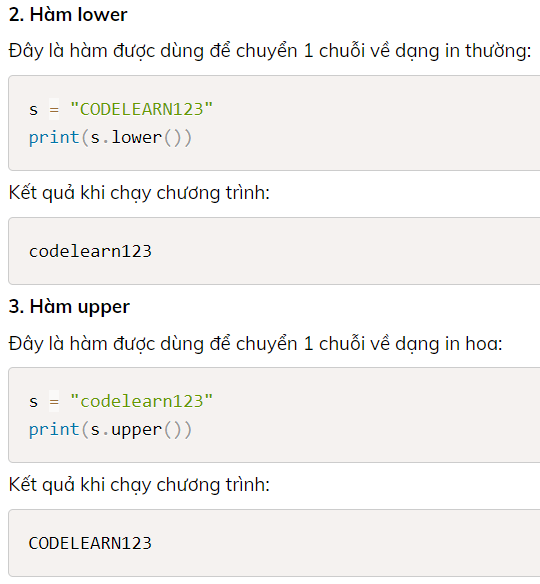 2. Hàm lower
Đây là hàm được dùng để chuyển 1 chuỗi về dạng in thường:
s = "CODELEARN123"
print(s.lower())
Kết quả khi chạy chương trình:
codelearn123
3. Hàm upper
Đây là hàm được dùng để chuyển 1 chuỗi về dạng in hoa:
s = "codelearn123"
print(s.upper())
Kết quả khi chạy chương trình:
CODELEARN123